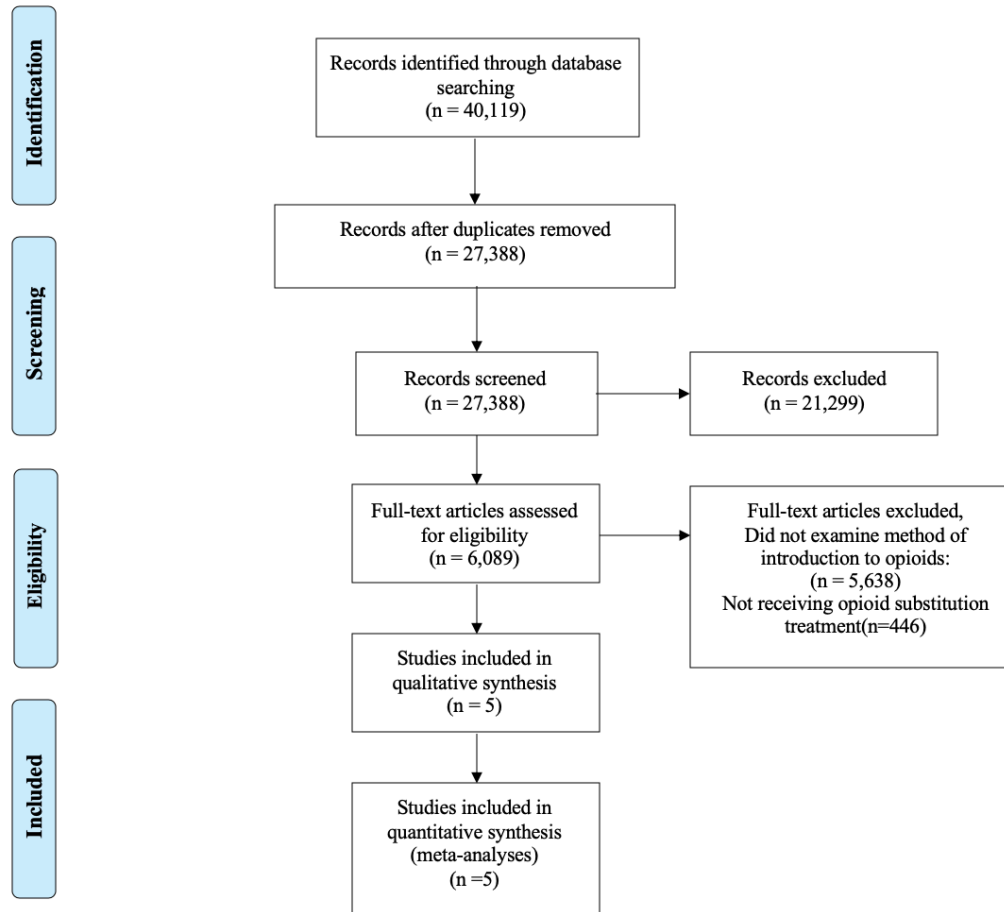 Identification
Records identified through database
searching
(n = 40,119)
Records after duplicates removed
(n = 27,388)
Screening
Records screened
(n = 27,388)
Records excluded
(n = 21,299)
Eligibility
Full-text articles assessed
for eligibility
(n = 6,089)
Full-text articles excluded,
Did not examine method of
introduction to opioids:
(n = 5,638)
Not receiving opioid substitution
treatment(n=446)
Studies included in
qualitative synthesis
(n = 5)
Included
Studies included in
quantitative synthesis
(meta-analyses)
(n =5)